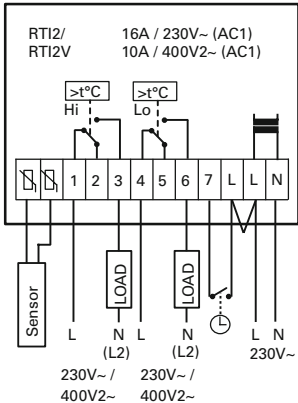 RTI2/ 16A / 230V~ (AC1)
RTI2V 10A / 400V2~ (AC1)
>t°C >t°C
Hi Lo
1 2 3 4 5 6 7 L L N
Sensor
LOAD
LOAD
L N L N L N
(L2) (L2) 230V~
230V~ / 230V~ /
400V2~ 400V2~